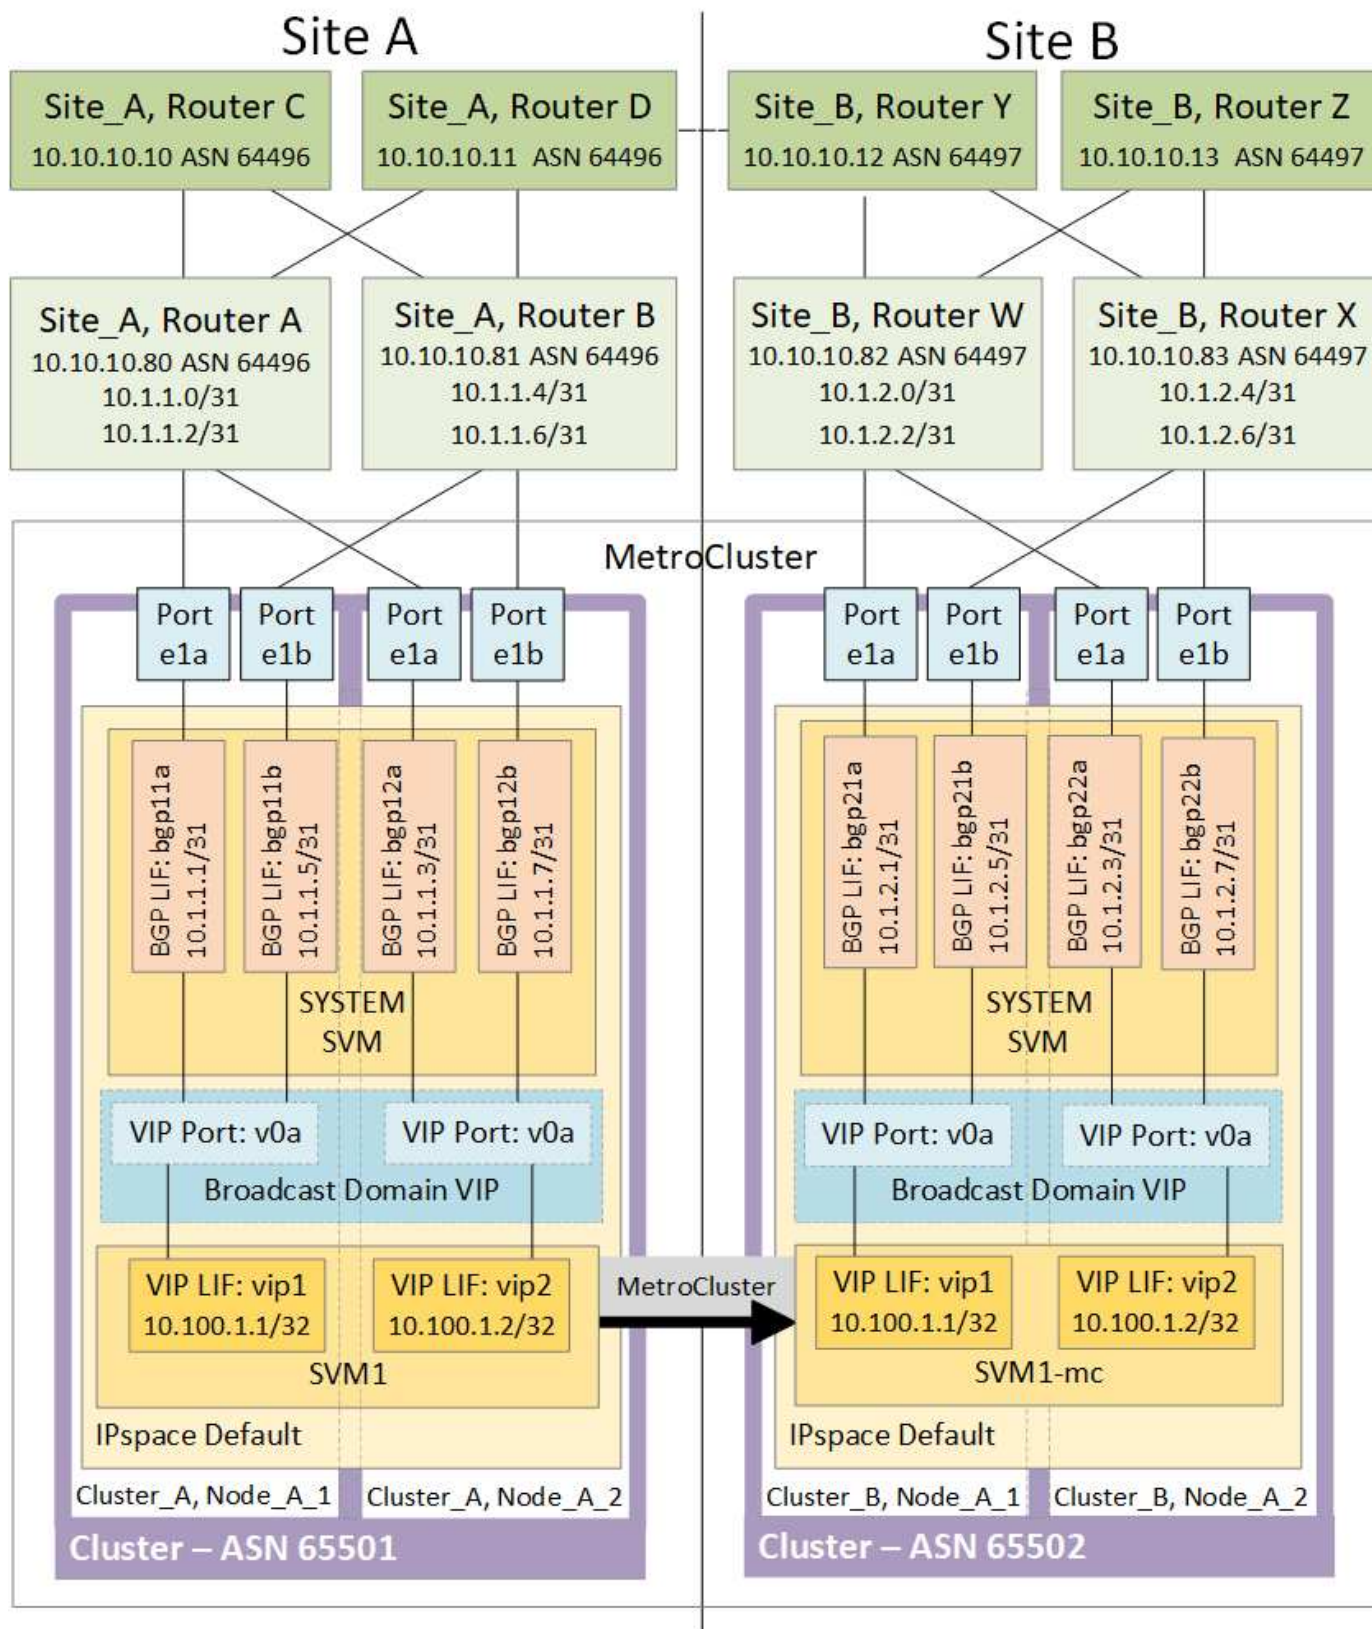 Site A
Site B
Site_A, Router C
10.10.10.10 ASN 64496
Site_A, Router D
10.10.10.11 ASN 64496
Site_B, Router Y
10.10.10.12 ASN 64497
Site_B, Router Z
10.10.10.13 ASN 64497
Site_A, Router A
10.10.10.80 ASN 64496
10.1.1.0/31
10.1.1.2/31
Site_A, Router B
10.10.10.81 ASN 64496
10.1.1.4/31
10.1.1.6/31
Site_B, Router W
10.10.10.82 ASN 64497
10.1.2.0/31
10.1.2.2/31
Site_B, Router X
10.10.10.83 ASN 64497
10.1.2.4/31
10.1.2.6/31
MetroCluster
Port
e1a
Port
e1b
Port
e1a
Port
e1b
Port
e1a
Port
e1b
Port
e1a
Port
e1b
BGP LIF: bgp11a
10.1.1.1/31
BGP LIF: bgp11b
10.1.1.5/31
BGP LIF: bgp12a
10.1.1.3/31
BGP LIF: bgp12b
10.1.1.7/31
BGP LIF: bgp21a
10.1.2.1/31
BGP LIF: bgp21b
10.1.2.5/31
BGP LIF: bgp22a
10.1.2.3/31
BGP LIF: bgp22b
10.1.2.7/31
SYSTEM
SVM
SYSTEM
SVM
VIP Port: v0a
VIP Port: v0a
Broadcast Domain VIP
VIP Port: v0a
VIP Port: v0a
Broadcast Domain VIP
VIP LIF: vip1
10.100.1.1/32
VIP LIF: vip2
10.100.1.2/32
SVM1
MetroCluster
VIP LIF: vip1
10.100.1.1/32
VIP LIF: vip2
10.100.1.2/32
SVM1-mc
IPspace Default
IPspace Default
Cluster_A, Node_A_1
Cluster_A, Node_A_2
Cluster_B, Node_A_1
Cluster_B, Node_A_2
Cluster – ASN 65501
Cluster – ASN 65502